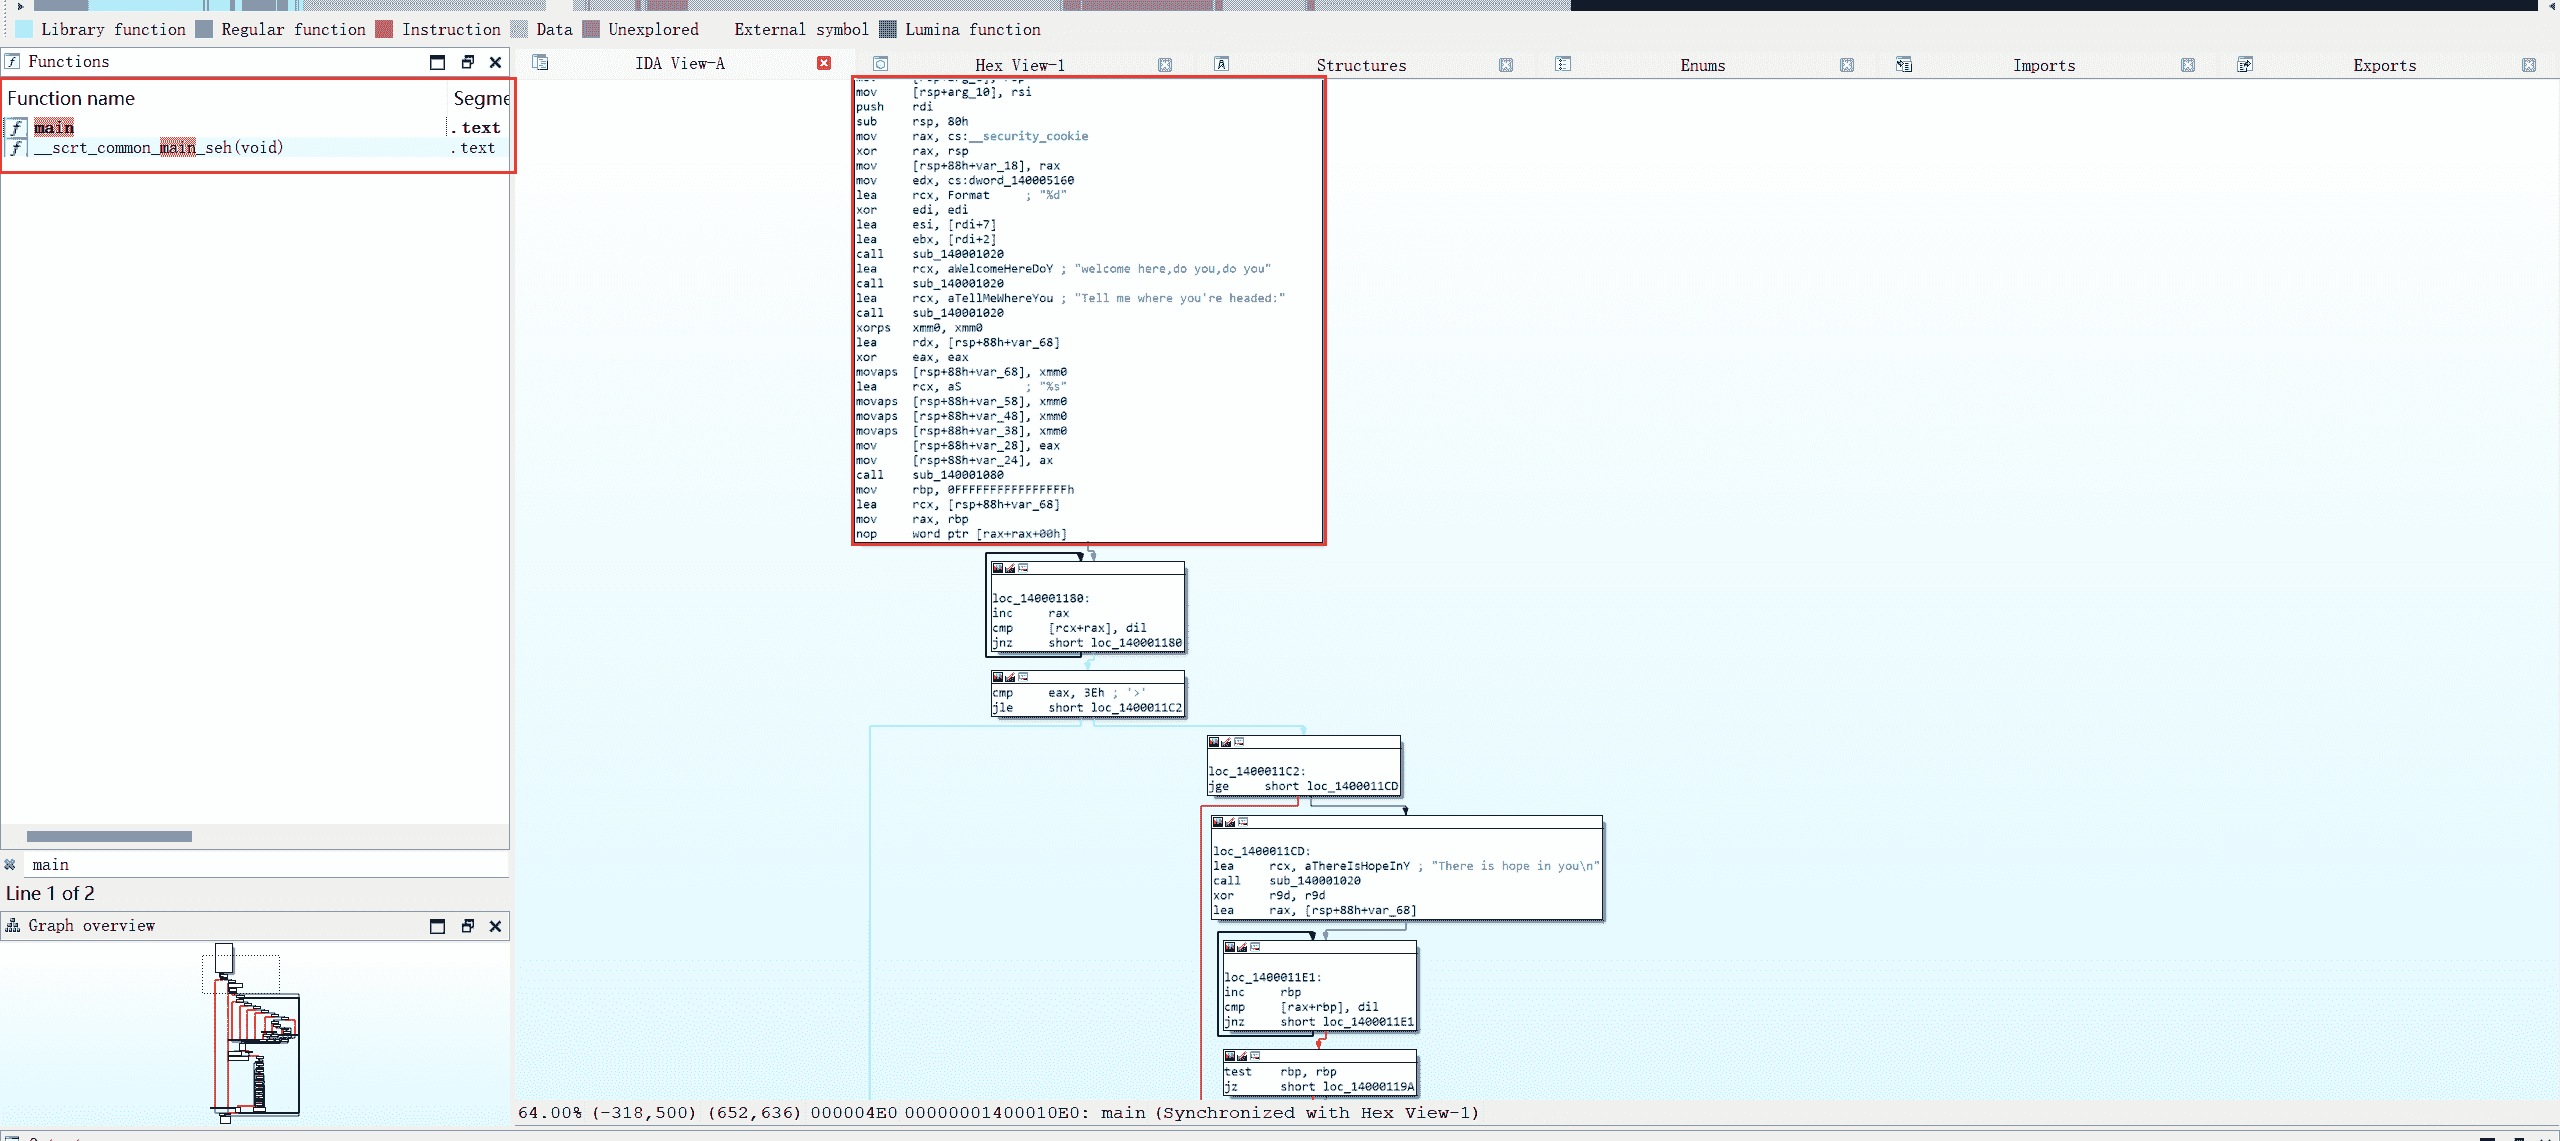 Library function Regular function Instruction Data Unexplored External symbol Lumina function
Functions
IDA View-A
Hex View-1
Structures
Enums
Imports
Exports
Function name Segme
main .text
__scrt_common_main_seh(void) .text
mov [rsp+arg_10], rsi
push rdi
sub rsp, 80h
mov rax, cs:__security_cookie
xor rax, rsp
mov [rsp+88h+var_18], rax
mov edx, cs:dword_140005160
lea rcx, Format ; "%d"
xor edi, edi
lea esi, [rdi+7]
lea ebx, [rdi+2]
call sub_140001020
lea rcx, aWelcomeHereDoY ; "welcome here,do you,do you"
call sub_140001020
lea rcx, aTellMeWhereYou ; "Tell me where you're headed:"
call sub_140001020
xorps xmm0, xmm0
lea rdx, [rsp+88h+var_68]
xor eax, eax
movaps [rsp+88h+var_68], xmm0
lea rcx, aS ; "%s"
movaps [rsp+88h+var_58], xmm0
movaps [rsp+88h+var_48], xmm0
movaps [rsp+88h+var_38], xmm0
mov [rsp+88h+var_28], eax
mov [rsp+88h+var_24], ax
call sub_140001080
mov rbp, 0FFFFFFFFFFFFFFFFh
lea rcx, [rsp+88h+var_68]
mov rax, rbp
nop word ptr [rax+rax+00h]
loc_140001180:
inc rax
cmp [rcx+rax], dil
jnz short loc_140001180
cmp eax, 3Eh ; '>'
jle short loc_1400011C2
loc_1400011C2:
jge short loc_1400011CD
loc_1400011CD:
lea rcx, aThereIsHopeInY ; "There is hope in you\n"
call sub_140001020
xor r9d, r9d
lea rax, [rsp+88h+var_68]
loc_1400011E1:
inc rbp
cmp [rax+rbp], dil
jnz short loc_1400011E1
test rbp, rbp
jz short loc_14000119A
main
Line 1 of 2
Graph overview
64.00% (-318,500) (652,636) 000004E0 00000001400010E0: main (Synchronized with Hex View-1)